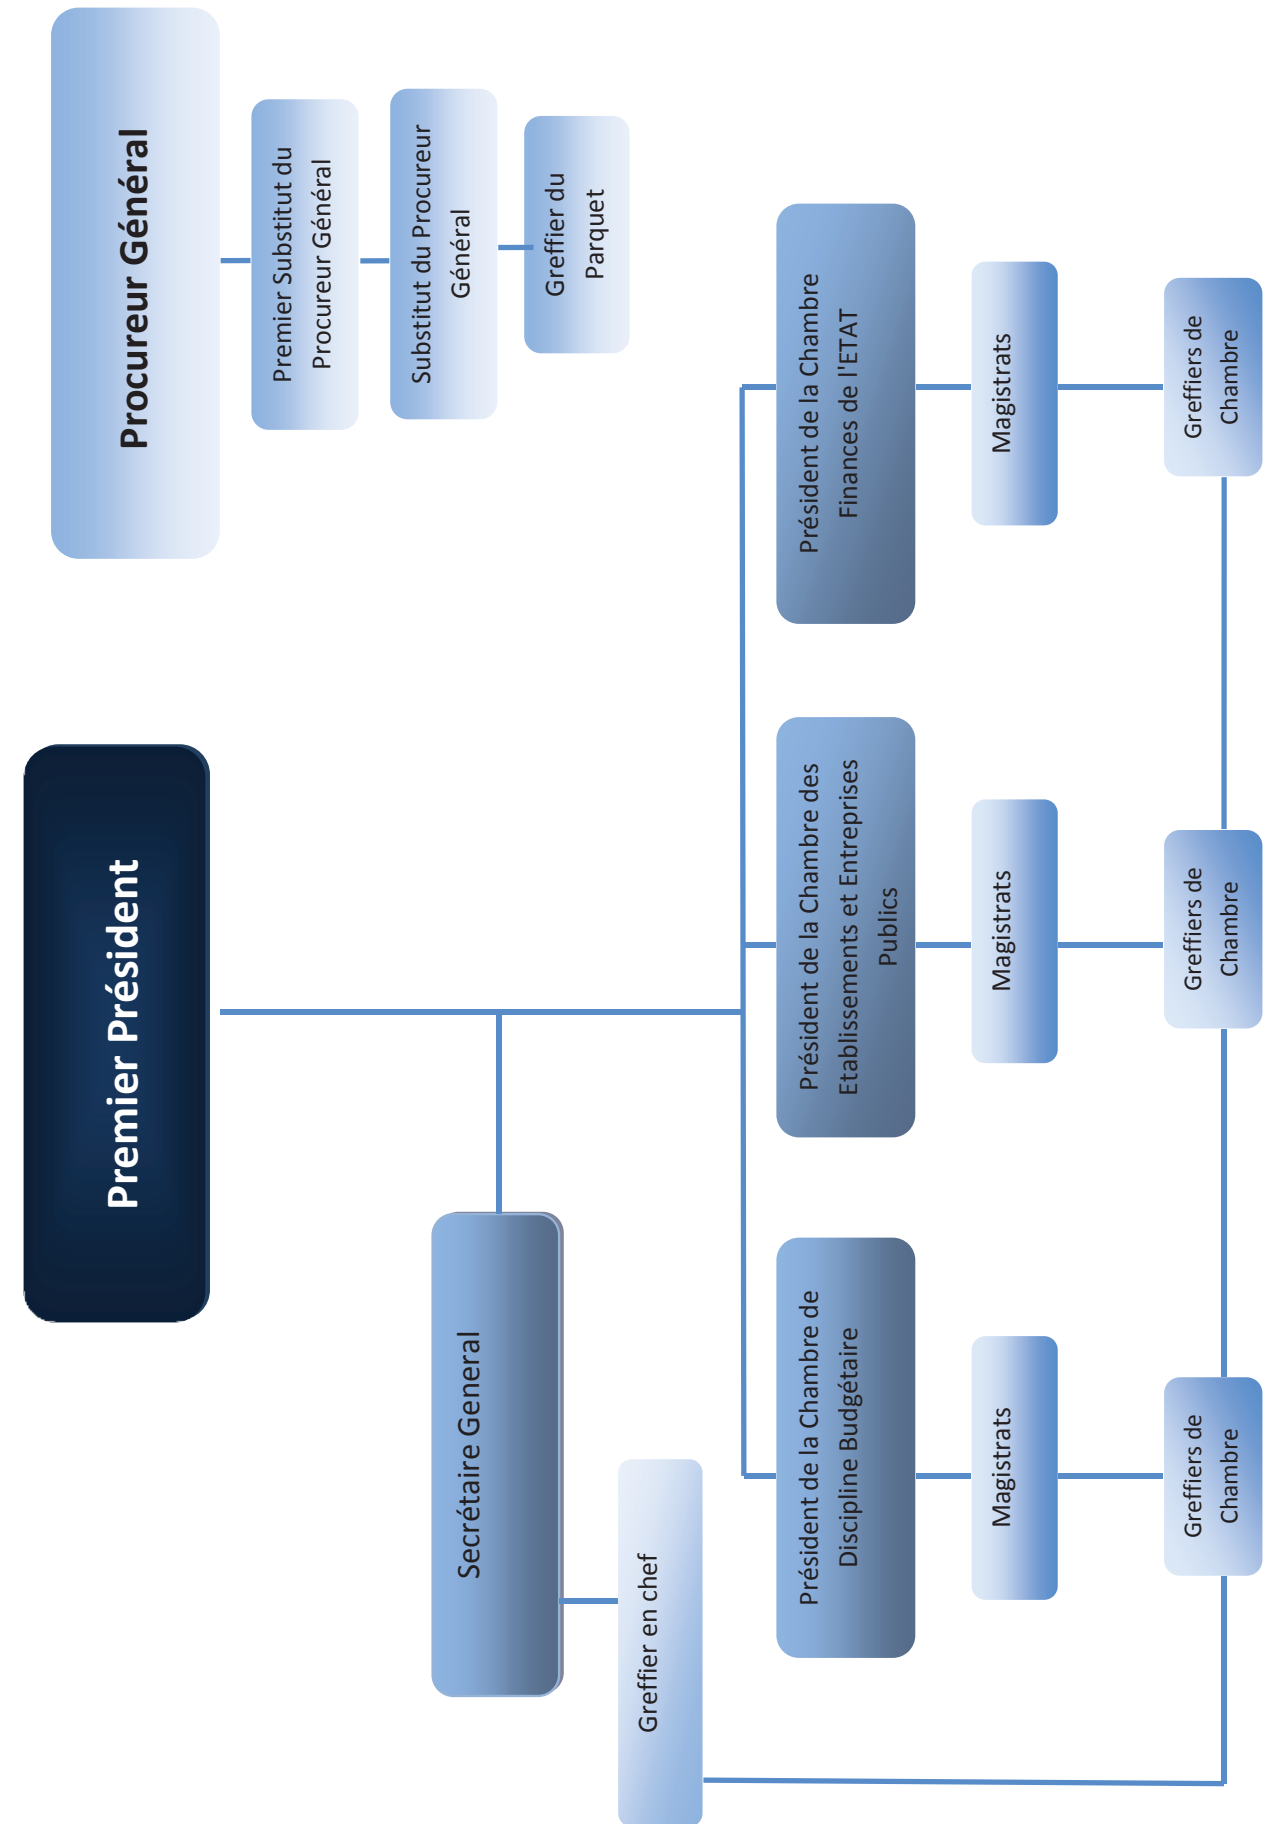 Premier Président
Procureur Général
Premier Substitut du
Procureur Général
Substitut du Procureur
Général
Greffier du
Parquet
Secrétaire General
Greffier en chef
Président de la Chambre de
Discipline Budgétaire
Président de la Chambre des
Etablissements et Entreprises
Publics
Président de la Chambre
Finances de l'ETAT
Magistrats
Magistrats
Magistrats
Greffiers de
Chambre
Greffiers de
Chambre
Greffiers de
Chambre